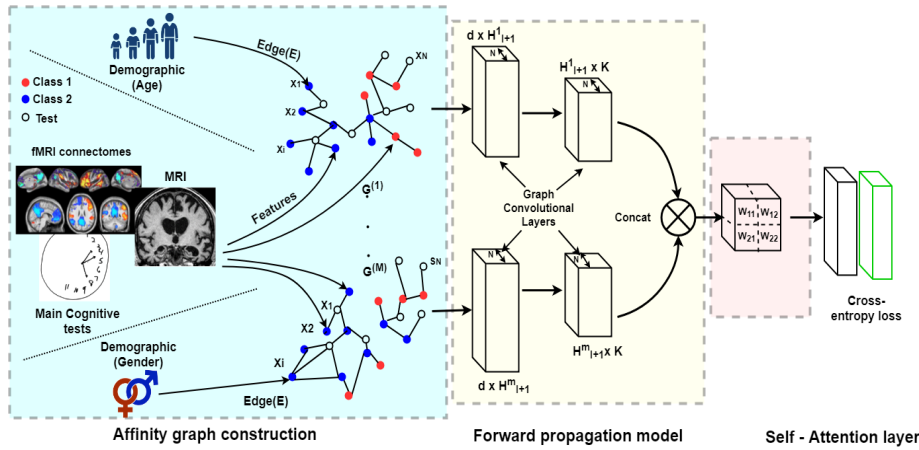 Demographic
(Age)
Edge(E)
Class 1
Class 2
Test
X1
X2
Xi
XN
fMRI connectomes
MRI
Features
G(1)
G(M)
SN
X1
X2
Xi
Main Cognitive
tests
Demographic
(Gender)
Edge(E)
Affinity graph construction
d x H1l+1
N
H1l+1 x K
N
Graph
Convolutional
Layers
Concat
N
N
d x Hml+1
Hml+1 x K
Forward propagation model
W11 W12
W21 W22
Cross-
entropy loss
Self - Attention layer